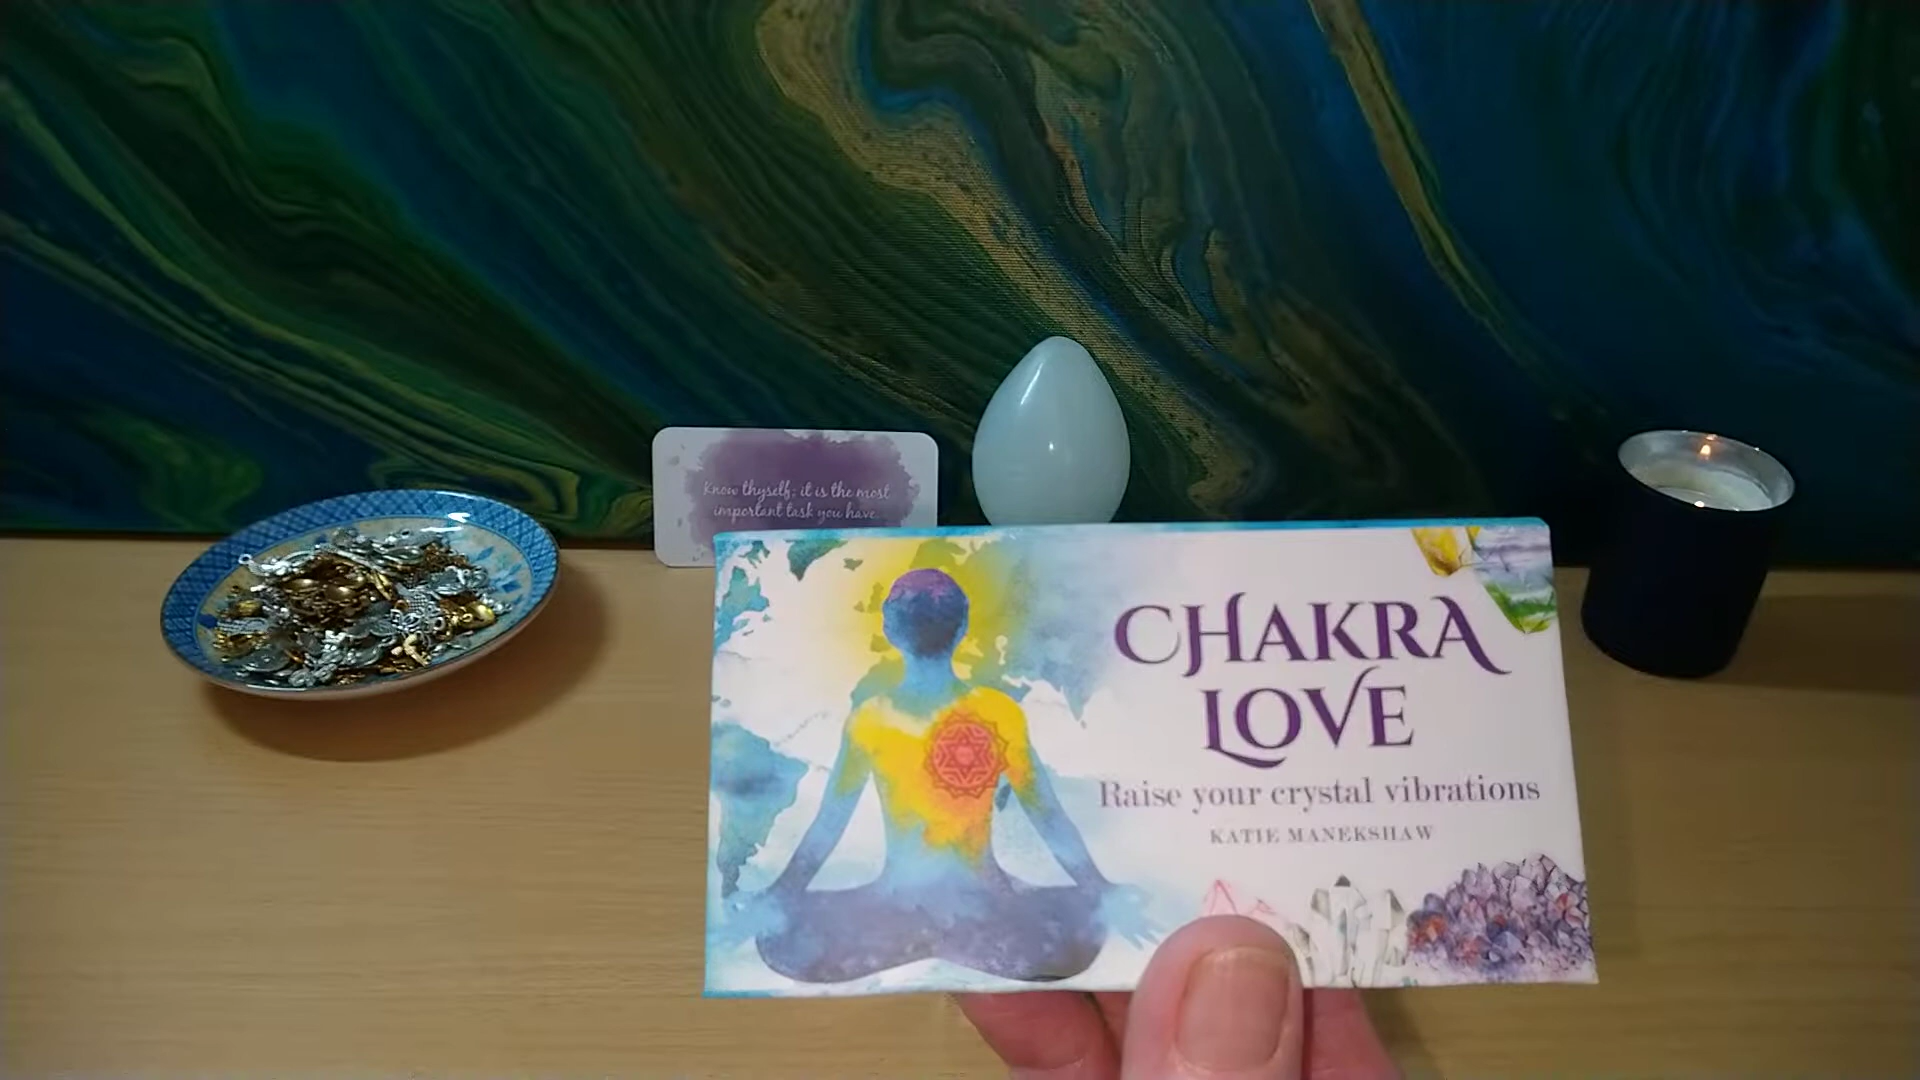 Know thyself; it is the most
important task you have.
CHAKRA
LOVE
Raise your crystal vibrations
KATIE MANEKSHAW